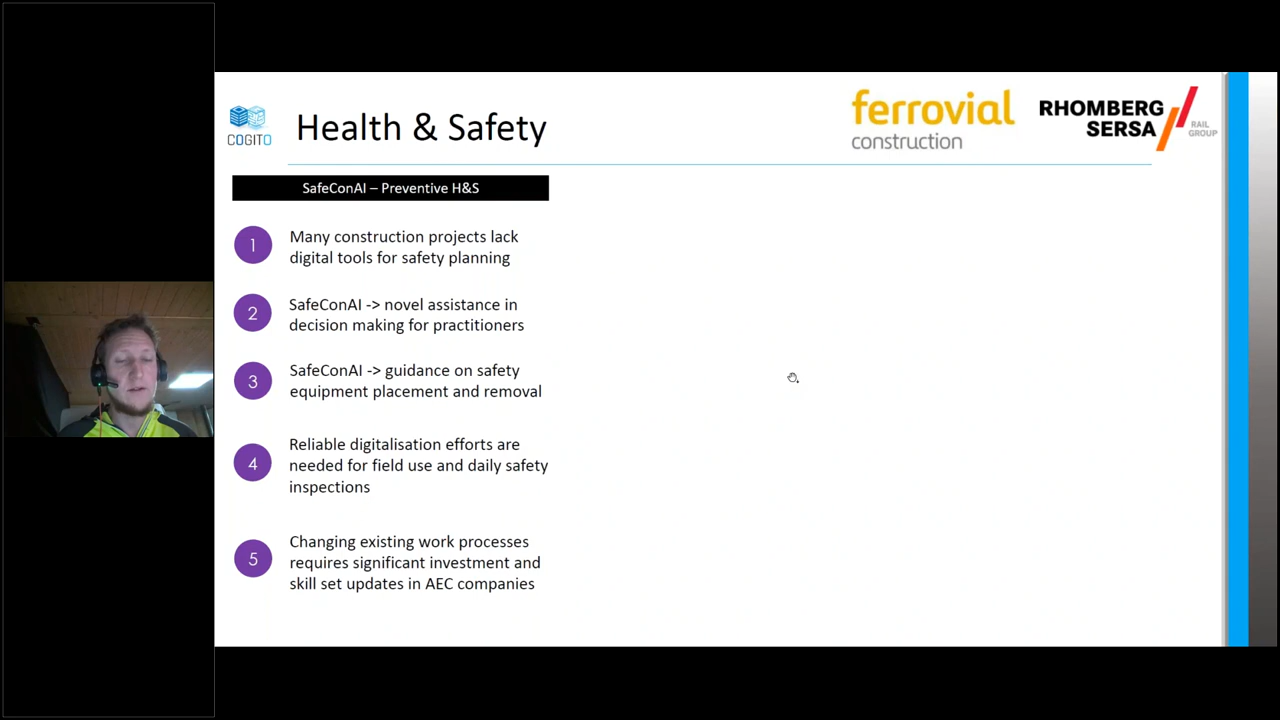 COGITO
Health & Safety
ferrovial
construction
RHOMBERG
SERSA
RAIL
GROUP
SafeConAI – Preventive H&S
1
Many construction projects lack
digital tools for safety planning
2
SafeConAI -> novel assistance in
decision making for practitioners
3
SafeConAI -> guidance on safety
equipment placement and removal
4
Reliable digitalisation efforts are
needed for field use and daily safety
inspections
5
Changing existing work processes
requires significant investment and
skill set updates in AEC companies